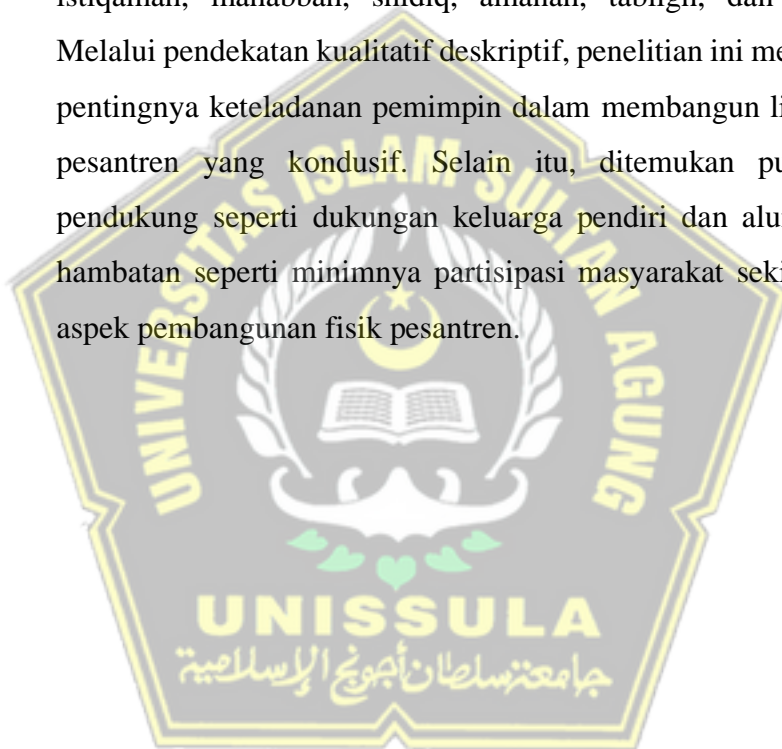 istiqamah, mahabbah, shidiq, amanah, tabligh, dan
Melalui pendekatan kualitatif deskriptif, penelitian ini me
pentingnya keteladanan pemimpin dalam membangun li
pesantren yang kondusif. Selain itu, ditemukan pu
pendukung seperti dukungan keluarga pendiri dan alu
hambatan seperti minimnya partisipasi masyarakat seki
aspek pembangunan fisik pesantren.
UNIVERSITAS ISLAM SULTAN AGUNG
UNISSULA
جامعة سلطان أجونج الإسلامية